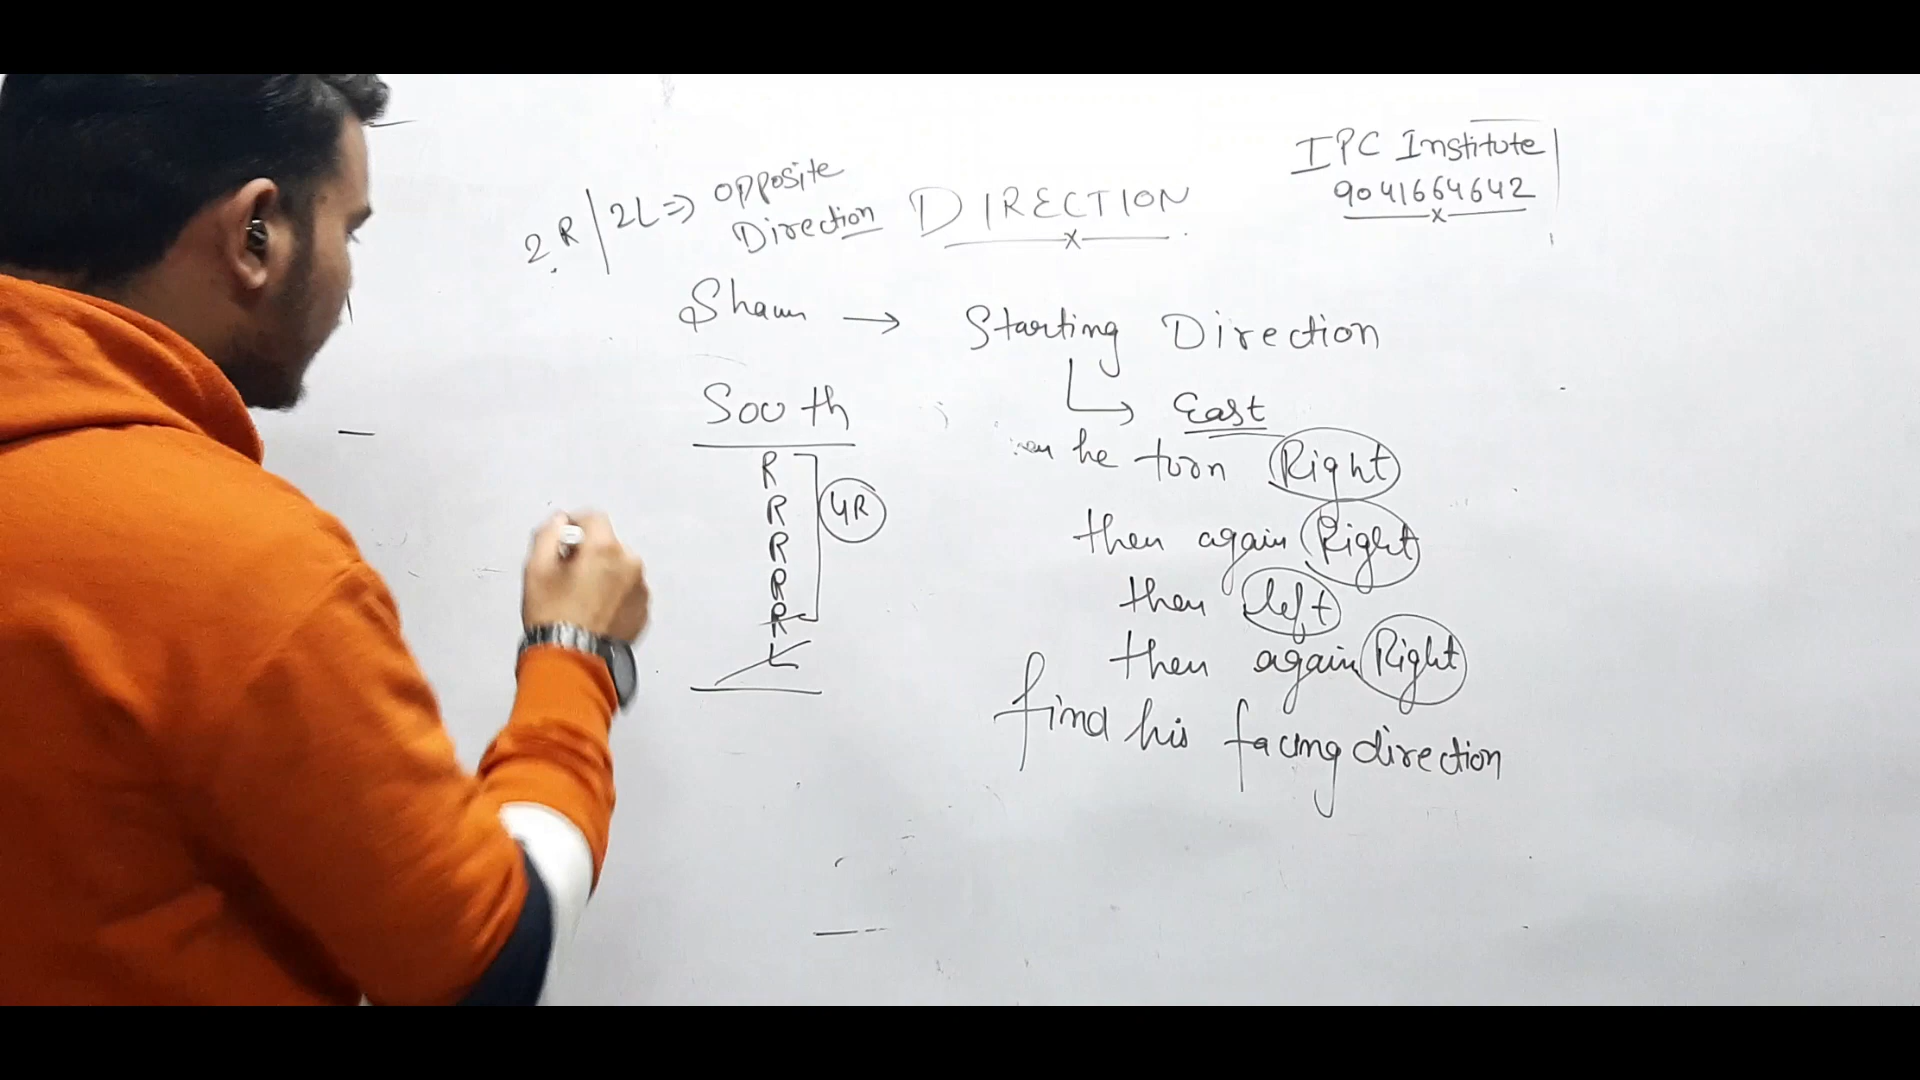 IPC Institute
9041664642
x
2R/2L => opposite
Direction
DIRECTION
x
Sham → Starting Direction
↳ East
South
he turn Right
then again Right
then left
then again Right
find his facing direction
R
R
R
R
R
L
4R